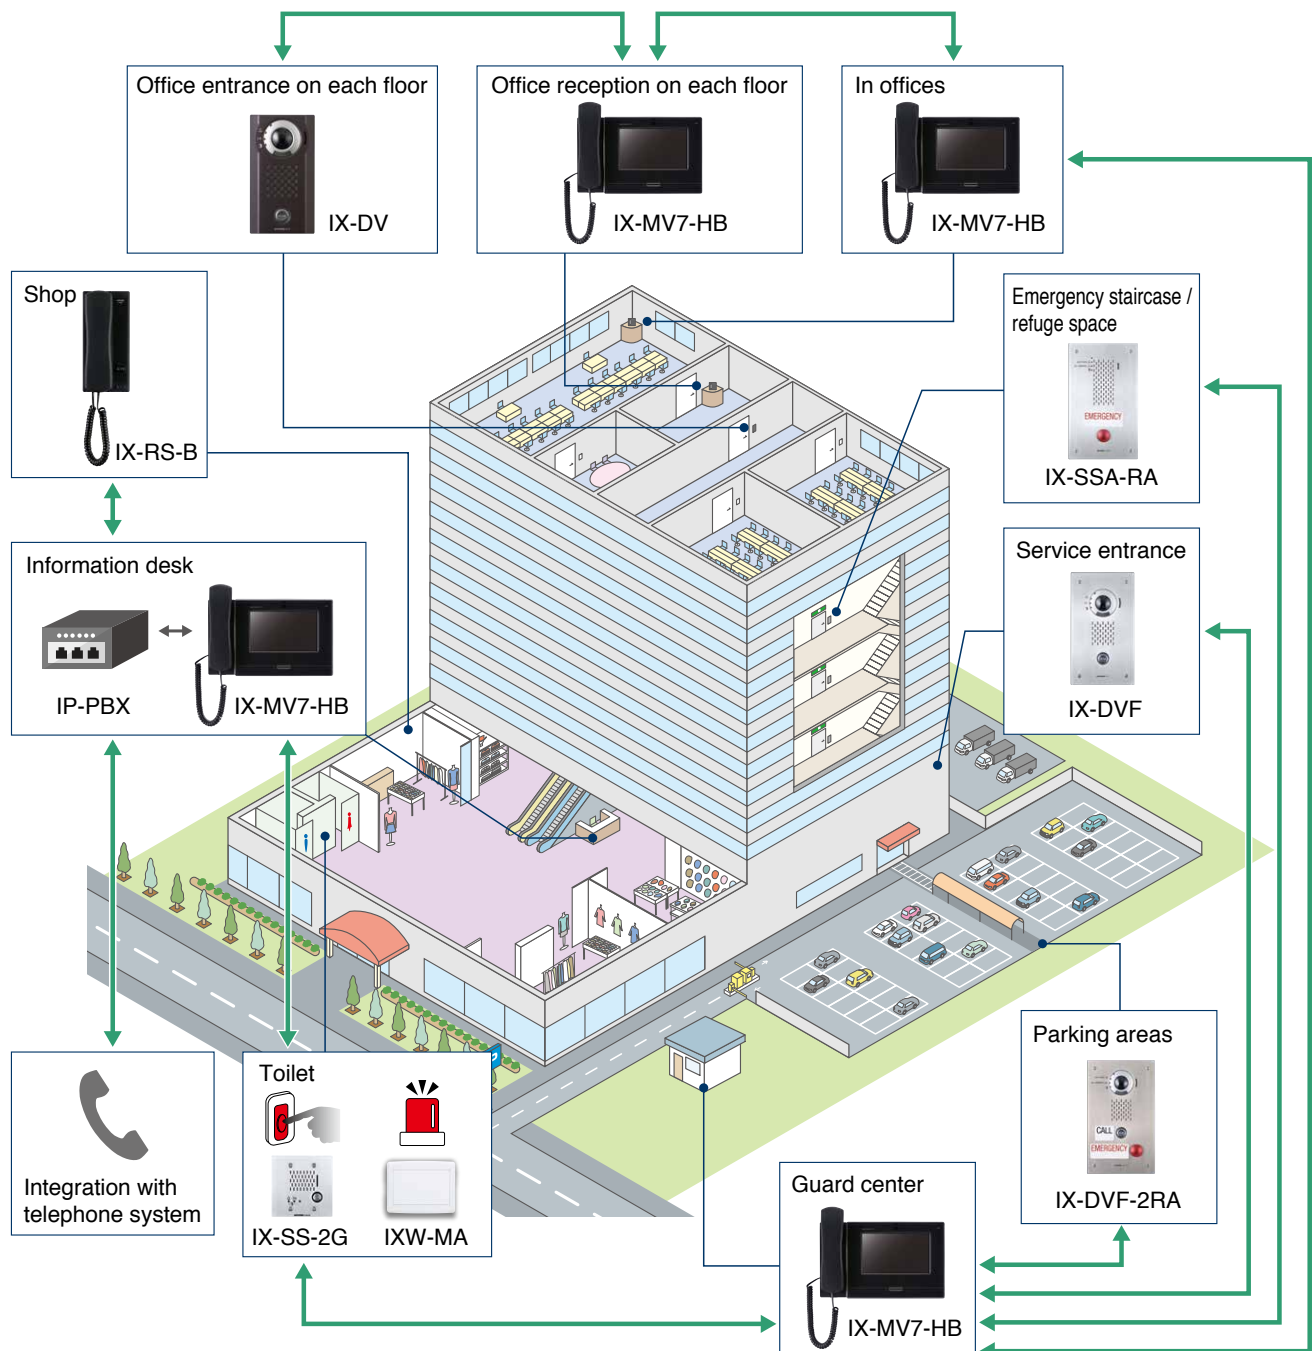 Office entrance on each floor
IX-DV
Office reception on each floor
IX-MV7-HB
In offices
IX-MV7-HB
Shop
IX-RS-B
Emergency staircase /
refuge space
EMERGENCY
IX-SSA-RA
Information desk
IP-PBX
IX-MV7-HB
Service entrance
IX-DVF
Integration with
telephone system
Toilet
IX-SS-2G
IXW-MA
Parking areas
CALL
EMERGENCY
IX-DVF-2RA
Guard center
IX-MV7-HB